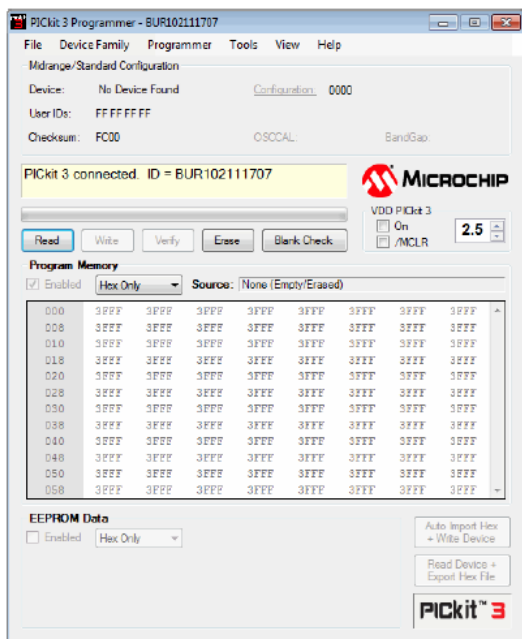 PICkit 3 Programmer - BUR102111707
File Device Family Programmer Tools View Help
Midrange/Standard Configuration
Device: No Device Found Configuration: 0000
User IDs: FF FF FF FF
Checksum: FC00 OSCCAL: BandGap:
PICkit 3 connected. ID = BUR102111707
MICROCHIP
VDD PICkit 3
On
/MCLR
2.5
Read Write Verify Erase Blank Check
Program Memory
Enabled Hex Only Source: None (Empty/Erased)
000 3FFF 3FFF 3FFF 3FFF 3FFF 3FFF 3FFF 3FFF
008 3FFF 3FFF 3FFF 3FFF 3FFF 3FFF 3FFF 3FFF
010 3FFF 3FFF 3FFF 3FFF 3FFF 3FFF 3FFF 3FFF
018 3FFF 3FFF 3FFF 3FFF 3FFF 3FFF 3FFF 3FFF
020 3FFF 3FFF 3FFF 3FFF 3FFF 3FFF 3FFF 3FFF
028 3FFF 3FFF 3FFF 3FFF 3FFF 3FFF 3FFF 3FFF
030 3FFF 3FFF 3FFF 3FFF 3FFF 3FFF 3FFF 3FFF
038 3FFF 3FFF 3FFF 3FFF 3FFF 3FFF 3FFF 3FFF
040 3FFF 3FFF 3FFF 3FFF 3FFF 3FFF 3FFF 3FFF
048 3FFF 3FFF 3FFF 3FFF 3FFF 3FFF 3FFF 3FFF
050 3FFF 3FFF 3FFF 3FFF 3FFF 3FFF 3FFF 3FFF
058 3FFF 3FFF 3FFF 3FFF 3FFF 3FFF 3FFF 3FFF
EEPROM Data
Enabled Hex Only
Auto Import Hex
+ Write Device
Read Device +
Export Hex File
PICkit™ 3